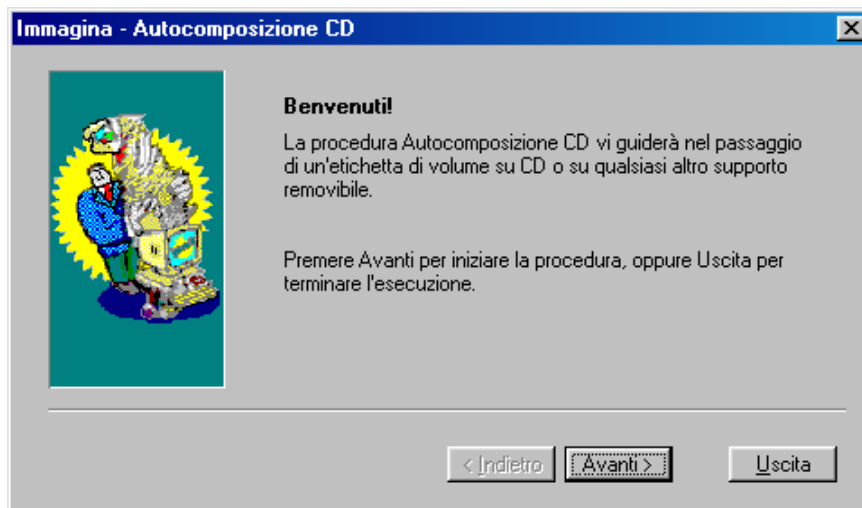 Immagina - Autocomposizione CD
Benvenuti!
La procedura Autocomposizione CD vi guiderà nel passaggio
di un'etichetta di volume su CD o su qualsiasi altro supporto
removibile.
Premere Avanti per iniziare la procedura, oppure Uscita per
terminare l'esecuzione.
< Indietro
Avanti >
Uscita